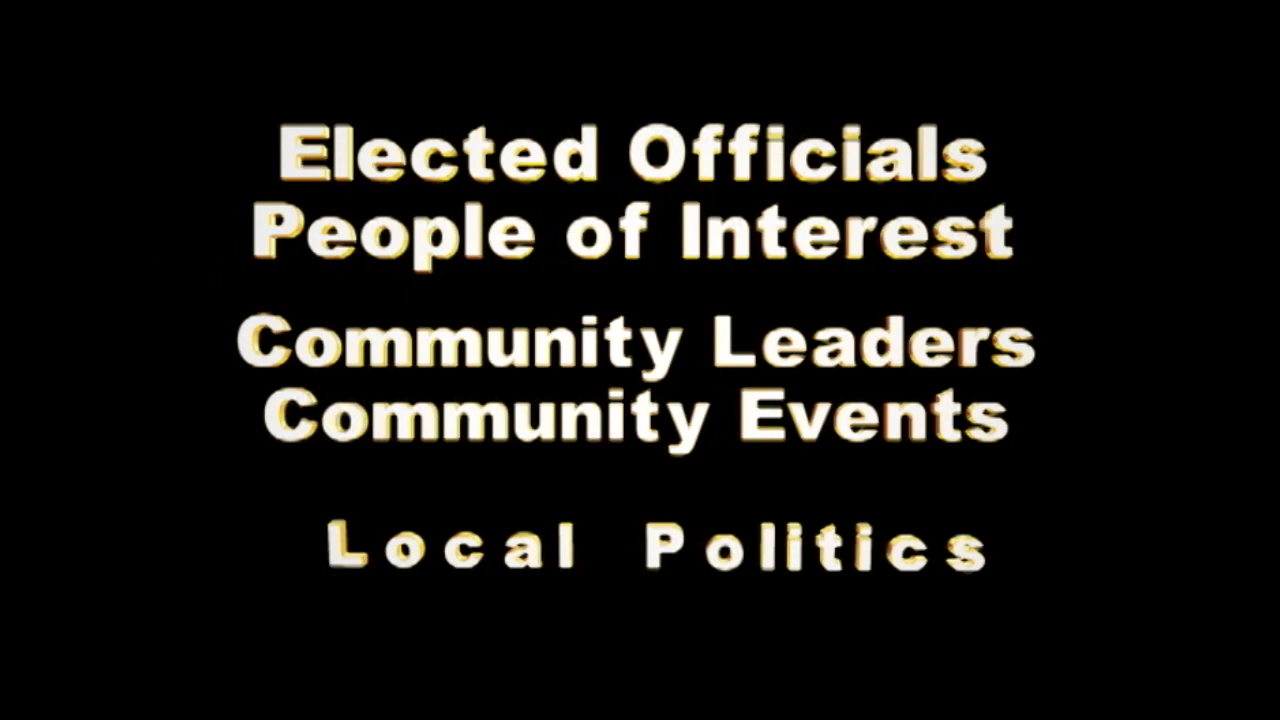 Elected Officials
People of Interest
Community Leaders
Community Events
Local Politics